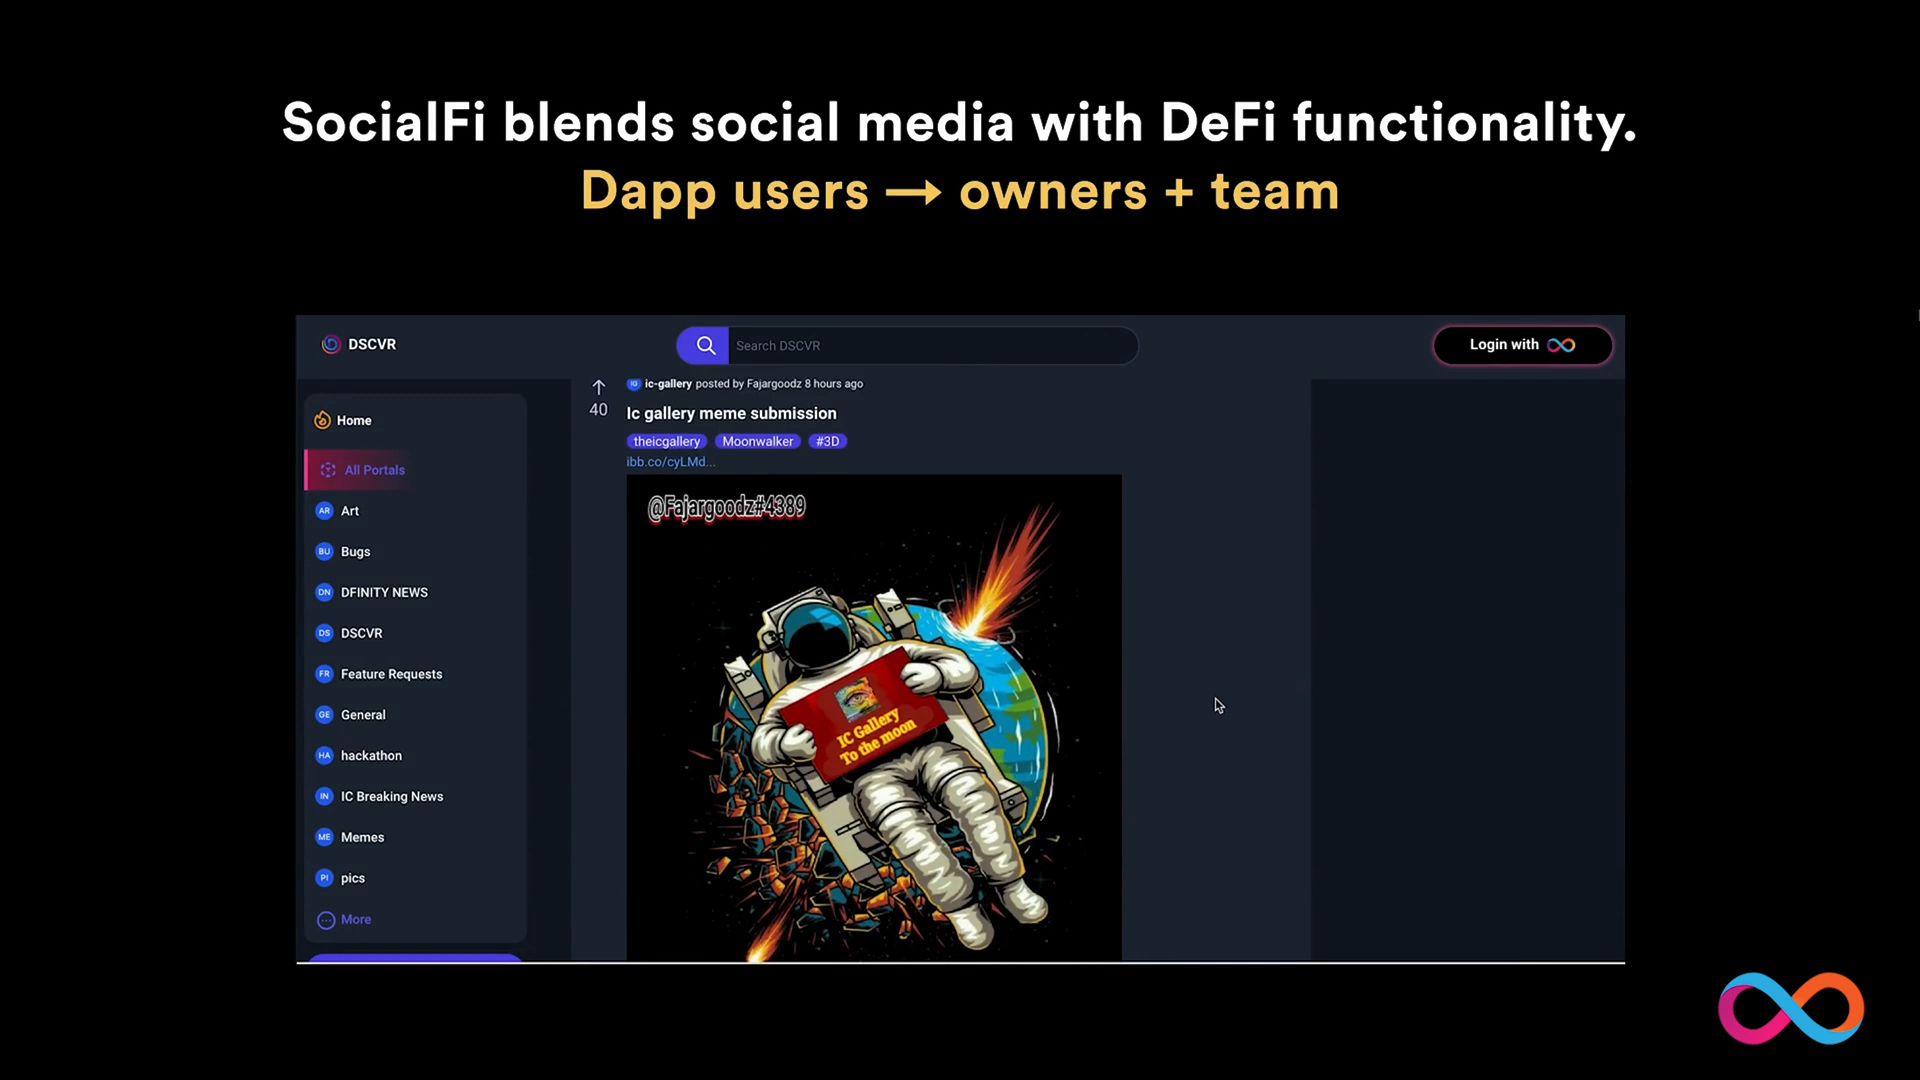 SocialFi blends social media with DeFi functionality.
Dapp users → owners + team
DSCVR
Search DSCVR
Login with
Home
All Portals
AR Art
BU Bugs
DN DFINITY NEWS
DS DSCVR
FR Feature Requests
GE General
HA hackathon
IN IC Breaking News
ME Memes
PI pics
More
IG ic-gallery posted by Fajargoodz 8 hours ago
40
Ic gallery meme submission
theicgallery Moonwalker #3D
ibb.co/cyLMd...
@Fajargoodz#4389
IC Gallery
To the moon